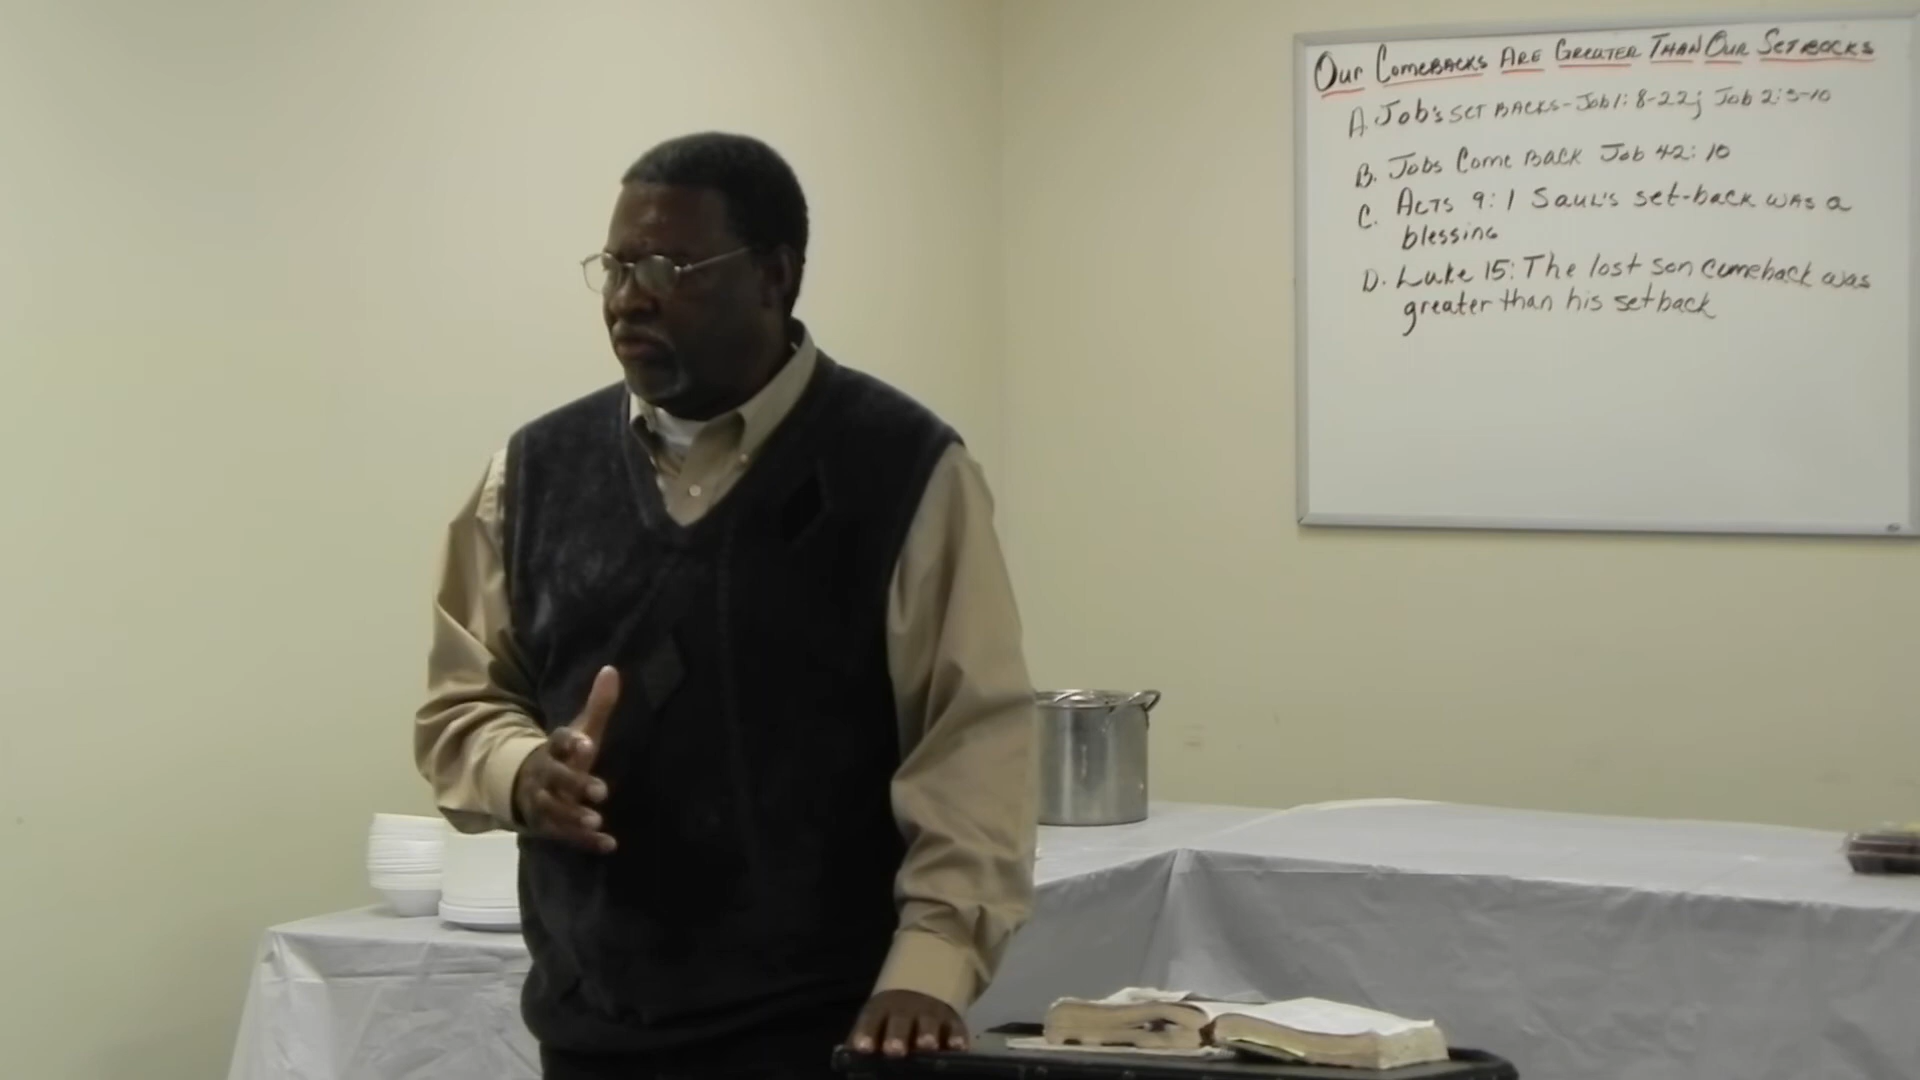 Our Comebacks Are Greater Than Our Setbacks
A. Job's set backs - Job 1: 8-22; Job 2:3-10
B. Jobs Come Back Job 42: 10
C. Acts 9:1 Saul's set-back was a
blessing
D. Luke 15: The lost son comeback was
greater than his setback